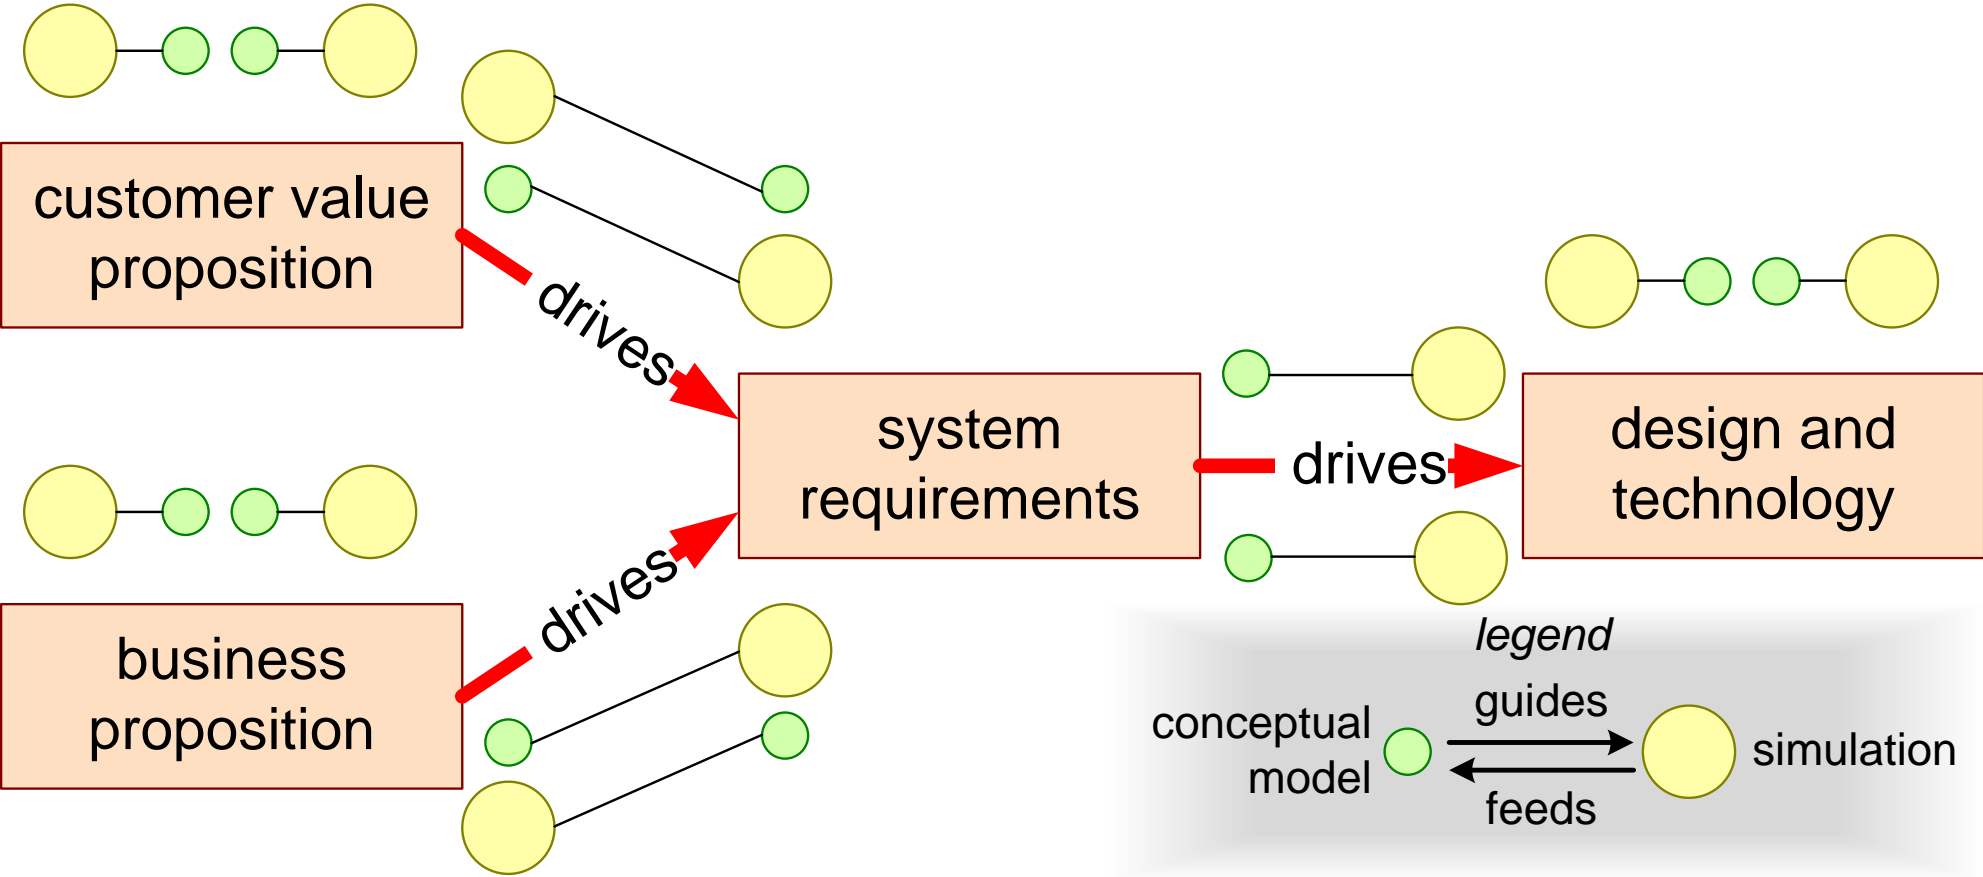 customer value
proposition
drives
business
proposition
drives
system
requirements
drives
design and
technology
legend
guides
conceptual
model
simulation
feeds